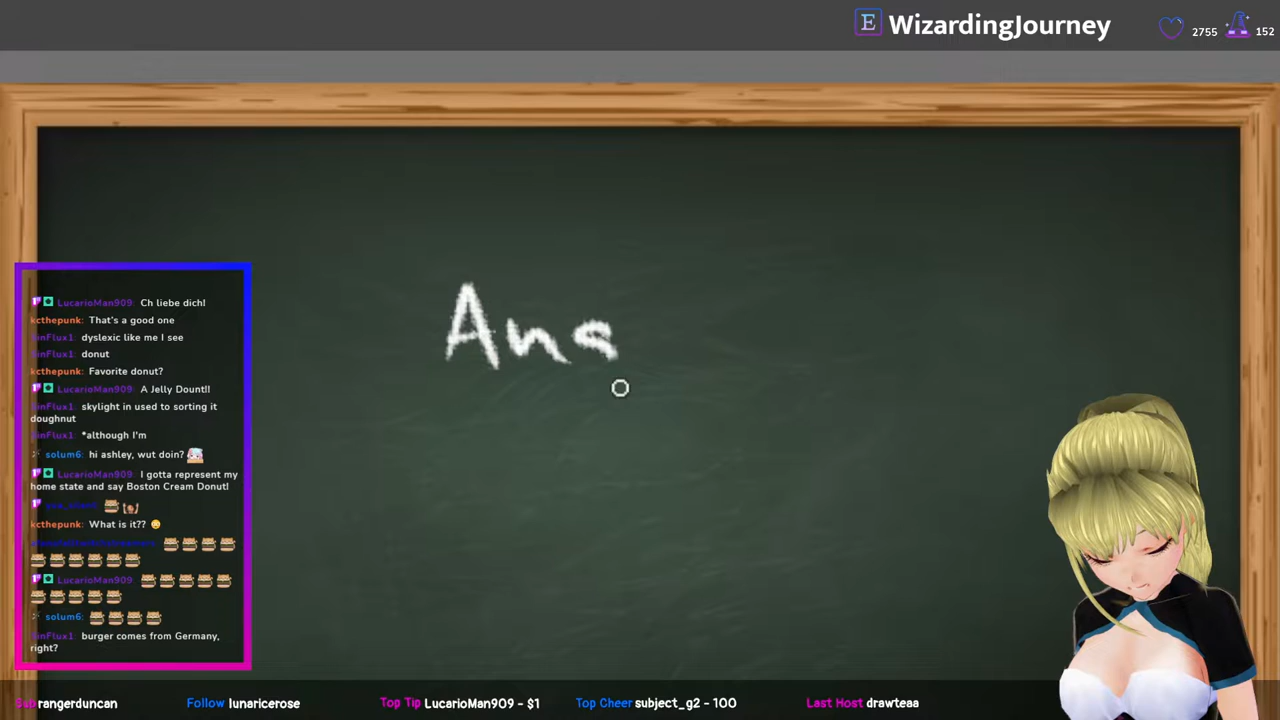 E WizardingJourney
2755
152
Ana
LucarioMan909: Ch liebe dich!
kcthepunk: That's a good one
: dyslexic like me I see
: donut
kcthepunk: Favorite donut?
LucarioMan909: A Jelly Dount!!
: skylight in used to sorting it
doughnut
: *although I'm
solum6: hi ashley, wut doin?
LucarioMan909: I gotta represent my
home state and say Boston Cream Donut!
kcthepunk: What is it??
LucarioMan909:
solum6:
: burger comes from Germany,
right?
Sub rangerduncan
Follow lunaricerose
Top Tip LucarioMan909 - $1
Top Cheer subject_g2 - 100
Last Host drawteaa